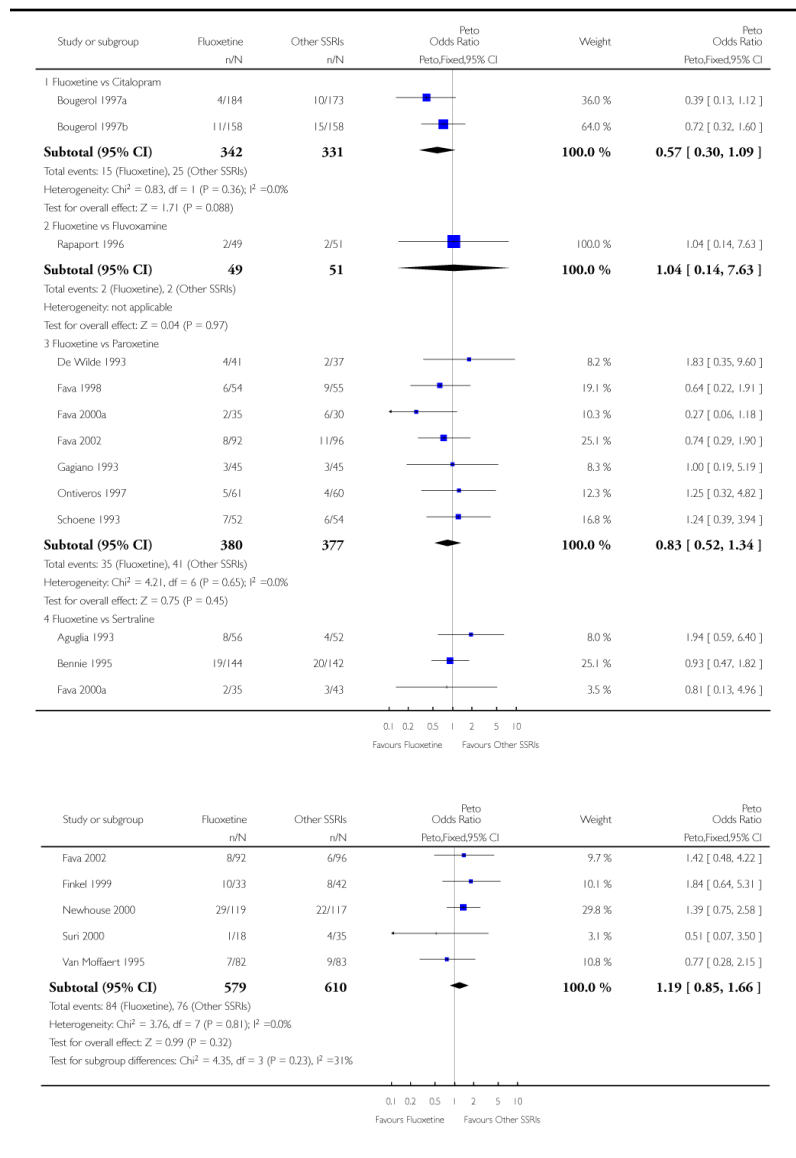 Study or subgroup Fluoxetine Other SSRIs Peto Odds Ratio Weight Peto Odds Ratio
n/N n/N Peto,Fixed,95% CI Peto,Fixed,95% CI
1 Fluoxetine vs Citalopram
Bougerol 1997a 4/184 10/173 36.0 % 0.39 [ 0.13, 1.12 ]
Bougerol 1997b 11/158 15/158 64.0 % 0.72 [ 0.32, 1.60 ]
Subtotal (95% CI) 342 331 100.0 % 0.57 [ 0.30, 1.09 ]
Total events: 15 (Fluoxetine), 25 (Other SSRIs)
Heterogeneity: Chi² = 0.83, df = 1 (P = 0.36); I² =0.0%
Test for overall effect: Z = 1.71 (P = 0.088)
2 Fluoxetine vs Fluvoxamine
Rapaport 1996 2/49 2/51 100.0 % 1.04 [ 0.14, 7.63 ]
Subtotal (95% CI) 49 51 100.0 % 1.04 [ 0.14, 7.63 ]
Total events: 2 (Fluoxetine), 2 (Other SSRIs)
Heterogeneity: not applicable
Test for overall effect: Z = 0.04 (P = 0.97)
3 Fluoxetine vs Paroxetine
De Wilde 1993 4/41 2/37 8.2 % 1.83 [ 0.35, 9.60 ]
Fava 1998 6/54 9/55 19.1 % 0.64 [ 0.22, 1.91 ]
Fava 2000a 2/35 6/30 10.3 % 0.27 [ 0.06, 1.18 ]
Fava 2002 8/92 11/96 25.1 % 0.74 [ 0.29, 1.90 ]
Gagiano 1993 3/45 3/45 8.3 % 1.00 [ 0.19, 5.19 ]
Ontiveros 1997 5/61 4/60 12.3 % 1.25 [ 0.32, 4.82 ]
Schoene 1993 7/52 6/54 16.8 % 1.24 [ 0.39, 3.94 ]
Subtotal (95% CI) 380 377 100.0 % 0.83 [ 0.52, 1.34 ]
Total events: 35 (Fluoxetine), 41 (Other SSRIs)
Heterogeneity: Chi² = 4.21, df = 6 (P = 0.65); I² =0.0%
Test for overall effect: Z = 0.75 (P = 0.45)
4 Fluoxetine vs Sertraline
Aguglia 1993 8/56 4/52 8.0 % 1.94 [ 0.59, 6.40 ]
Bennie 1995 19/144 20/142 25.1 % 0.93 [ 0.47, 1.82 ]
Fava 2000a 2/35 3/43 3.5 % 0.81 [ 0.13, 4.96 ]
0.1 0.2 0.5 1 2 5 10
Favours Fluoxetine Favours Other SSRIs
Study or subgroup Fluoxetine Other SSRIs Peto Odds Ratio Weight Peto Odds Ratio
n/N n/N Peto,Fixed,95% CI Peto,Fixed,95% CI
Fava 2002 8/92 6/96 9.7 % 1.42 [ 0.48, 4.22 ]
Finkel 1999 10/33 8/42 10.1 % 1.84 [ 0.64, 5.31 ]
Newhouse 2000 29/119 22/117 29.8 % 1.39 [ 0.75, 2.58 ]
Suri 2000 1/18 4/35 3.1 % 0.51 [ 0.07, 3.50 ]
Van Moffaert 1995 7/82 9/83 10.8 % 0.77 [ 0.28, 2.15 ]
Subtotal (95% CI) 579 610 100.0 % 1.19 [ 0.85, 1.66 ]
Total events: 84 (Fluoxetine), 76 (Other SSRIs)
Heterogeneity: Chi² = 3.76, df = 7 (P = 0.81); I² =0.0%
Test for overall effect: Z = 0.99 (P = 0.32)
Test for subgroup differences: Chi² = 4.35, df = 3 (P = 0.23), I² =31%
0.1 0.2 0.5 1 2 5 10
Favours Fluoxetine Favours Other SSRIs